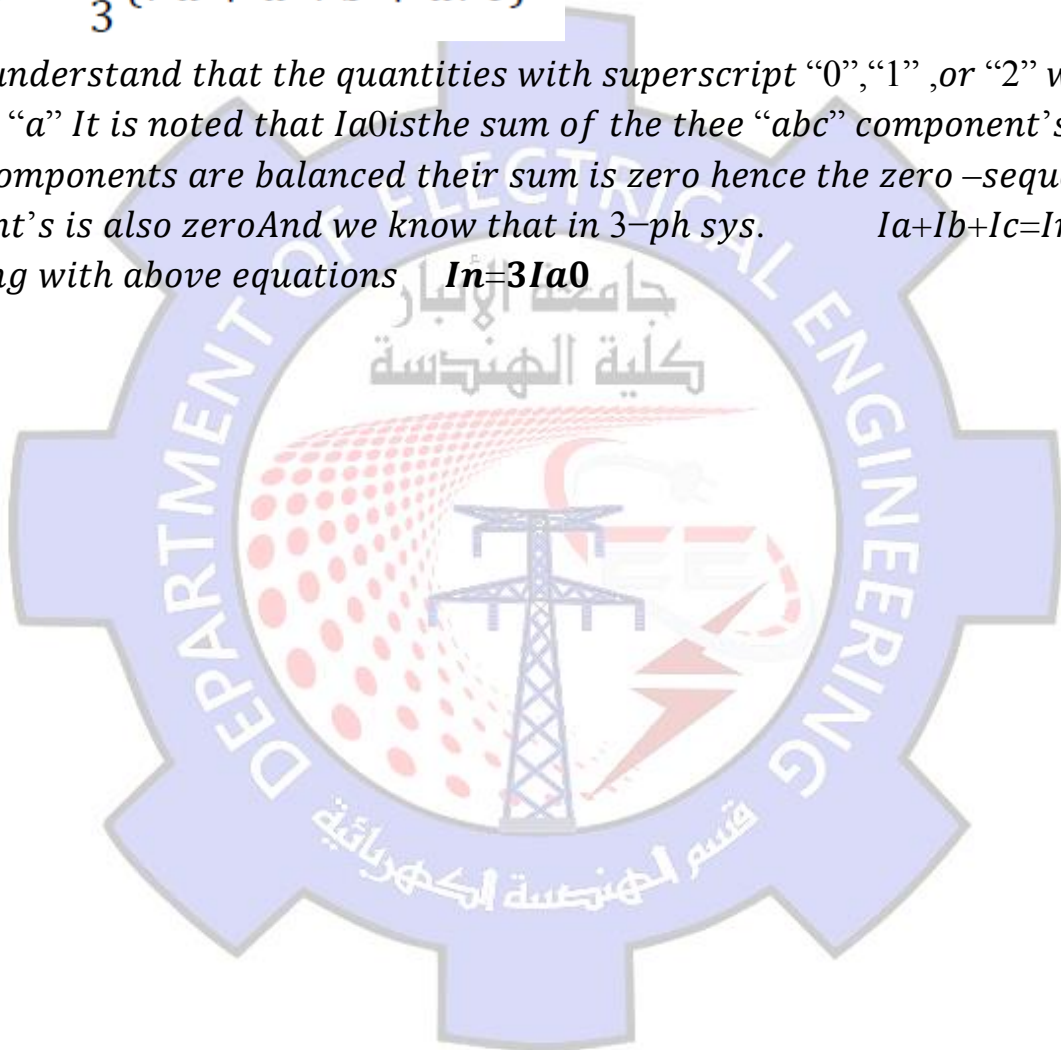 3
understand that the quantities with superscript “0”,“1” ,or “2” w
“a” It is noted that Ia0isthe sum of the thee “abc” component’s
omponents are balanced their sum is zero hence the zero –sequ
nt’s is also zeroAnd we know that in 3−ph sys. Ia+Ib+Ic=In
ng with above equations In=3Ia0
جامعة الأنبار
كلية الهندسة
DEPARTMENT OF ELECTRICAL ENGINEERING
EE
قسم الهندسة الكهربائية